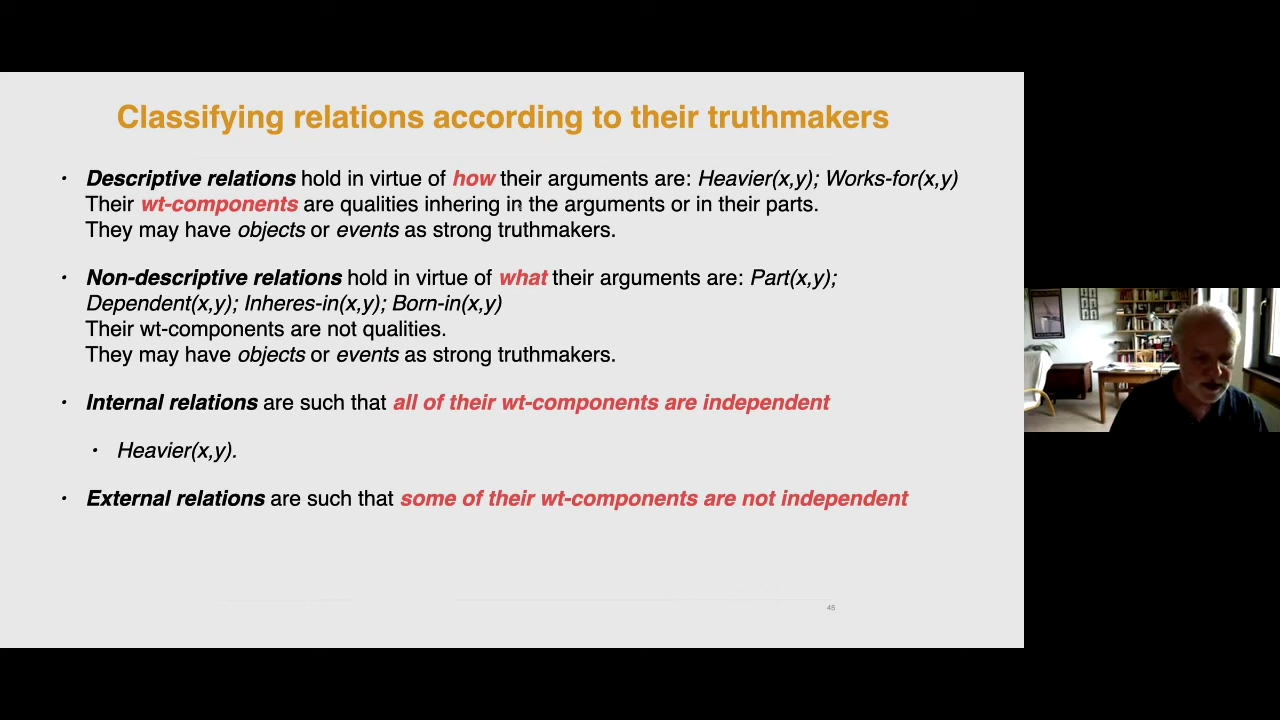 Classifying relations according to their truthmakers
• Descriptive relations hold in virtue of how their arguments are: Heavier(x,y); Works-for(x,y)
Their wt-components are qualities inhering in the arguments or in their parts.
They may have objects or events as strong truthmakers.
• Non-descriptive relations hold in virtue of what their arguments are: Part(x,y);
Dependent(x,y); Inheres-in(x,y); Born-in(x,y)
Their wt-components are not qualities.
They may have objects or events as strong truthmakers.
• Internal relations are such that all of their wt-components are independent
• Heavier(x,y).
• External relations are such that some of their wt-components are not independent
45